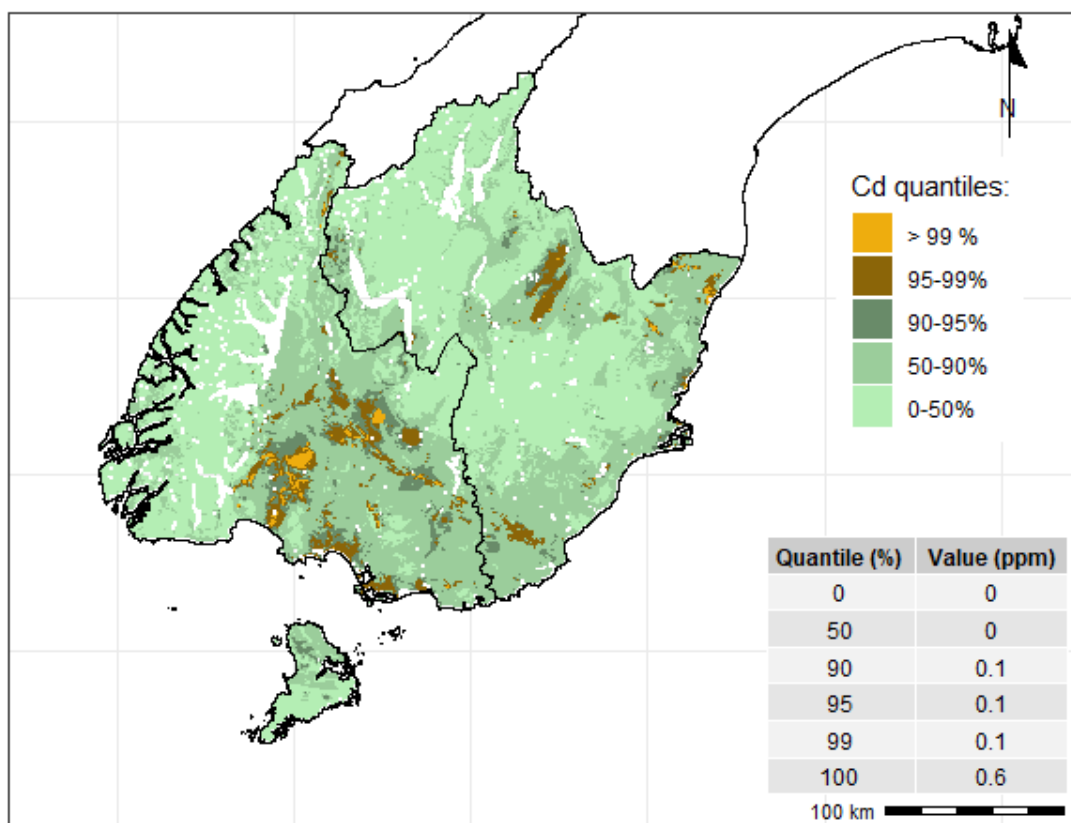 N
Cd quantiles:
> 99 %
95-99%
90-95%
50-90%
0-50%
Quantile (%) Value (ppm)
0 0
50 0
90 0.1
95 0.1
99 0.1
100 0.6
100 km